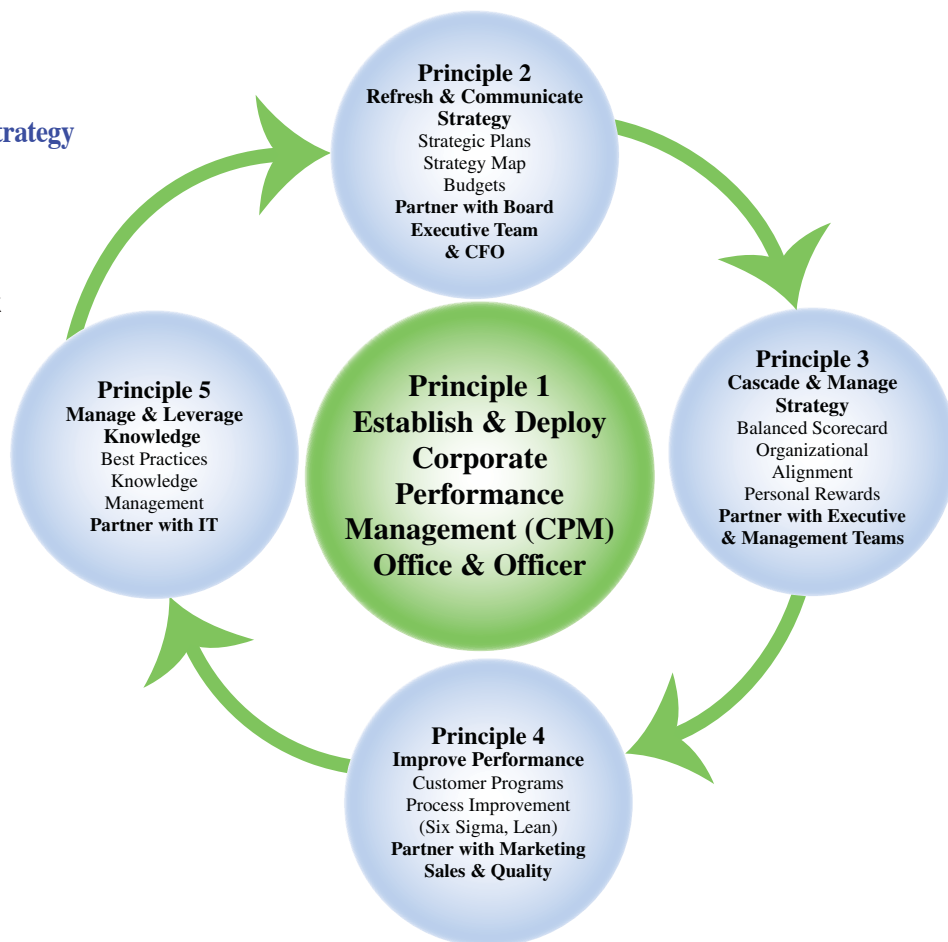 trategy
Principle 2
Refresh & Communicate
Strategy
Strategic Plans
Strategy Map
Budgets
Partner with Board
Executive Team
& CFO
Principle 3
Cascade & Manage
Strategy
Balanced Scorecard
Organizational
Alignment
Personal Rewards
Partner with Executive
& Management Teams
Principle 1
Establish & Deploy
Corporate
Performance
Management (CPM)
Office & Officer
Principle 5
Manage & Leverage
Knowledge
Best Practices
Knowledge
Management
Partner with IT
Principle 4
Improve Performance
Customer Programs
Process Improvement
(Six Sigma, Lean)
Partner with Marketing
Sales & Quality